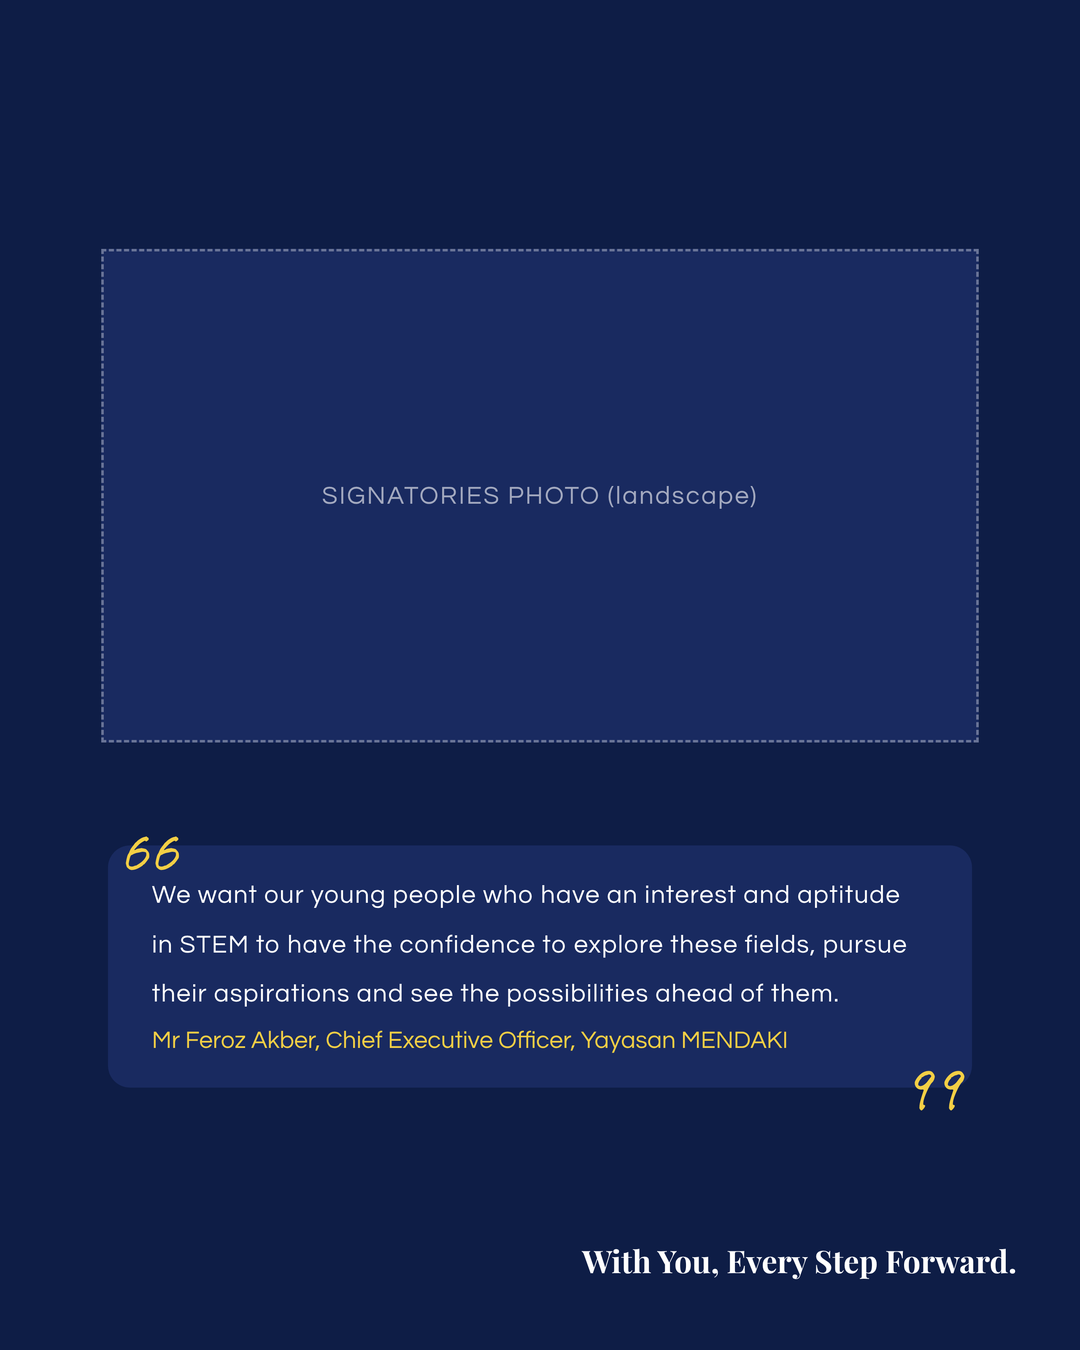 SIGNATORIES PHOTO (landscape)
66
We want our young people who have an interest and aptitude
in STEM to have the confidence to explore these fields, pursue
their aspirations and see the possibilities ahead of them.
Mr Feroz Akber, Chief Executive Officer, Yayasan MENDAKI
99
With You, Every Step Forward.